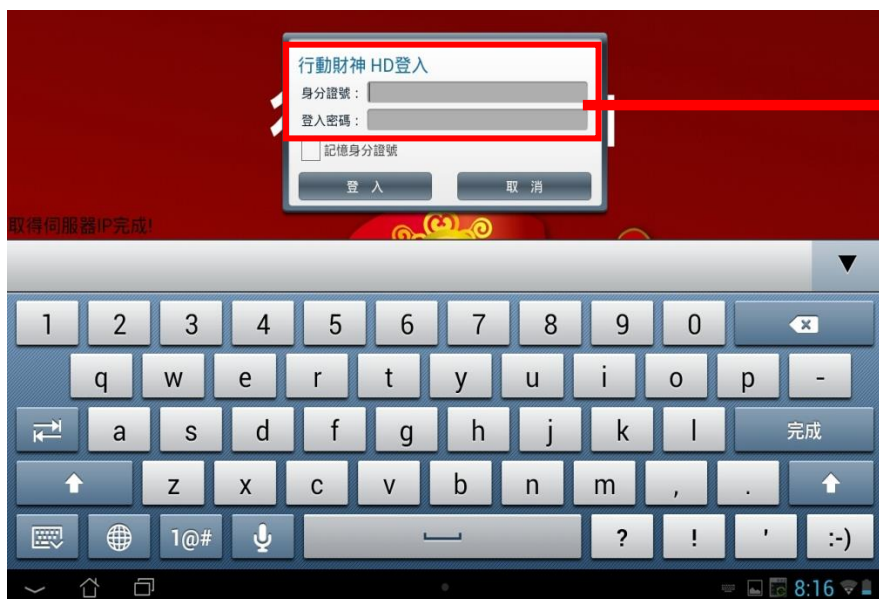 行動財神 HD登入
身分證號：
登入密碼：
記憶身分證號
登 入 取 消
取得伺服器IP完成!
1 2 3 4 5 6 7 8 9 0
q w e r t y u i o p -
a s d f g h j k l 完成
z x c v b n m , .
1@# ? ! ' :-)
8:16